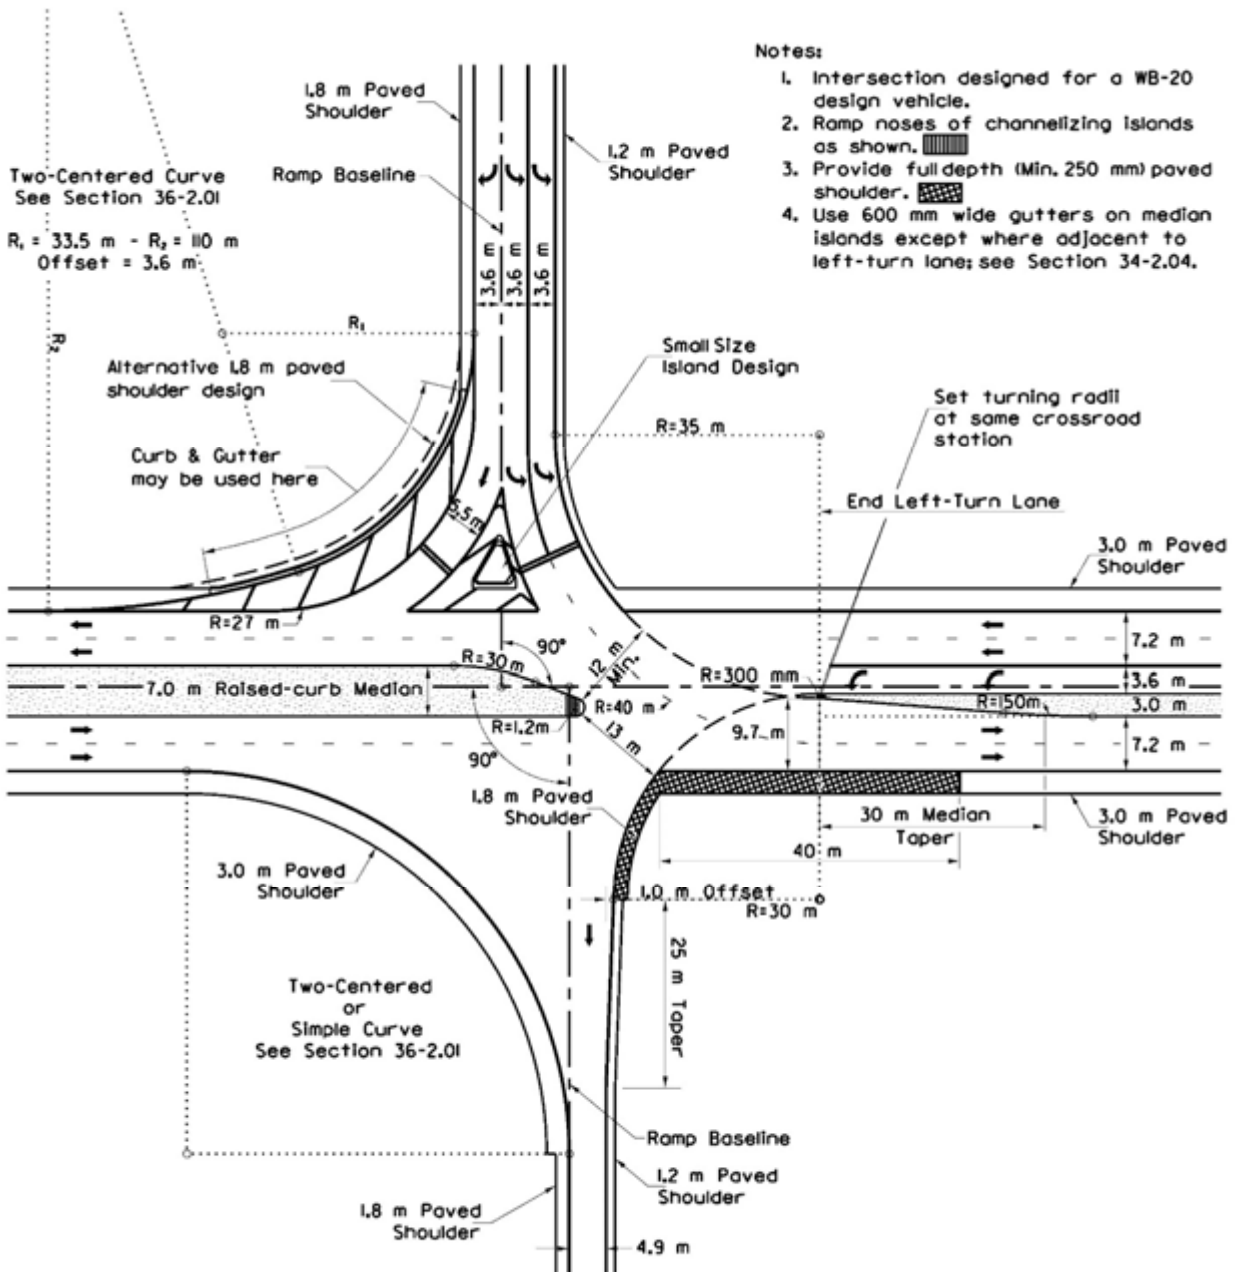 Notes:
1. Intersection designed for a WB-20
design vehicle.
2. Ramp noses of channelizing islands
as shown.
3. Provide full depth (Min. 250 mm) paved
shoulder.
4. Use 600 mm wide gutters on median
islands except where adjacent to
left-turn lane; see Section 34-2.04.
1.8 m Paved
Shoulder
Ramp Baseline
1.2 m Paved
Shoulder
Two-Centered Curve
See Section 36-2.01
R₁ = 33.5 m - R₂ = 110 m
Offset = 3.6 m
3.6 m
3.6 m
3.6 m
R₂
R₁
Alternative 1.8 m paved
shoulder design
Small Size
Island Design
Set turning radii
at same crossroad
station
R=35 m
Curb & Gutter
may be used here
5.5 m
End Left-Turn Lane
3.0 m Paved
Shoulder
R=27 m
90°
12 m
Min.
7.2 m
R=30 m
R=300 mm
3.6 m
7.0 m Raised-curb Median
R=40 m
R=150m
3.0 m
R=1.2m
13 m
9.7 m
7.2 m
90°
1.8 m Paved
Shoulder
30 m Median
Taper
3.0 m Paved
Shoulder
40 m
3.0 m Paved
Shoulder
1.0 m Offset
R=30 m
25 m Taper
Two-Centered
or
Simple Curve
See Section 36-2.01
Ramp Baseline
1.2 m Paved
Shoulder
1.8 m Paved
Shoulder
4.9 m